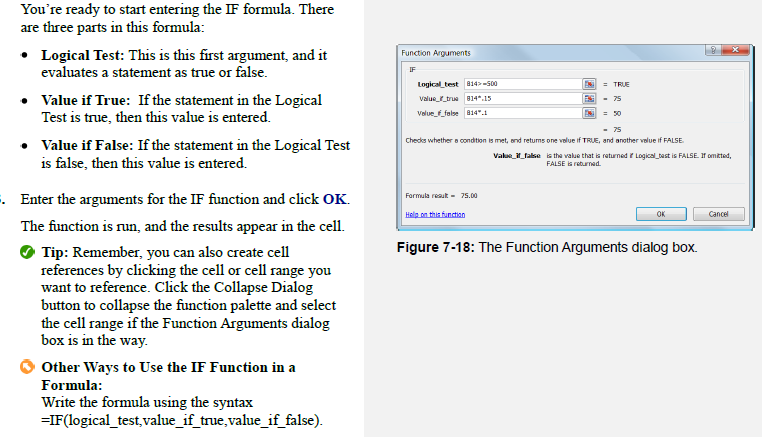 You're ready to start entering the IF formula. There
are three parts in this formula:
• Logical Test: This is this first argument, and it
evaluates a statement as true or false.
• Value if True: If the statement in the Logical
Test is true, then this value is entered.
• Value if False: If the statement in the Logical Test
is false, then this value is entered.
. Enter the arguments for the IF function and click OK.
The function is run, and the results appear in the cell.
Tip: Remember, you can also create cell
references by clicking the cell or cell range you
want to reference. Click the Collapse Dialog
button to collapse the function palette and select
the cell range if the Function Arguments dialog
box is in the way.
Other Ways to Use the IF Function in a
Formula:
Write the formula using the syntax
=IF(logical_test,value_if_true,value_if_false).
Function Arguments
IF
Logical_test B14>=500 = TRUE
Value_if_true B14*.15 = 75
Value_if_false B14*.1 = 50
= 75
Checks whether a condition is met, and returns one value if TRUE, and another value if FALSE.
Value_if_false is the value that is returned if Logical_test is FALSE. If omitted,
FALSE is returned.
Formula result = 75.00
Help on this function
OK
Cancel
Figure 7-18: The Function Arguments dialog box.